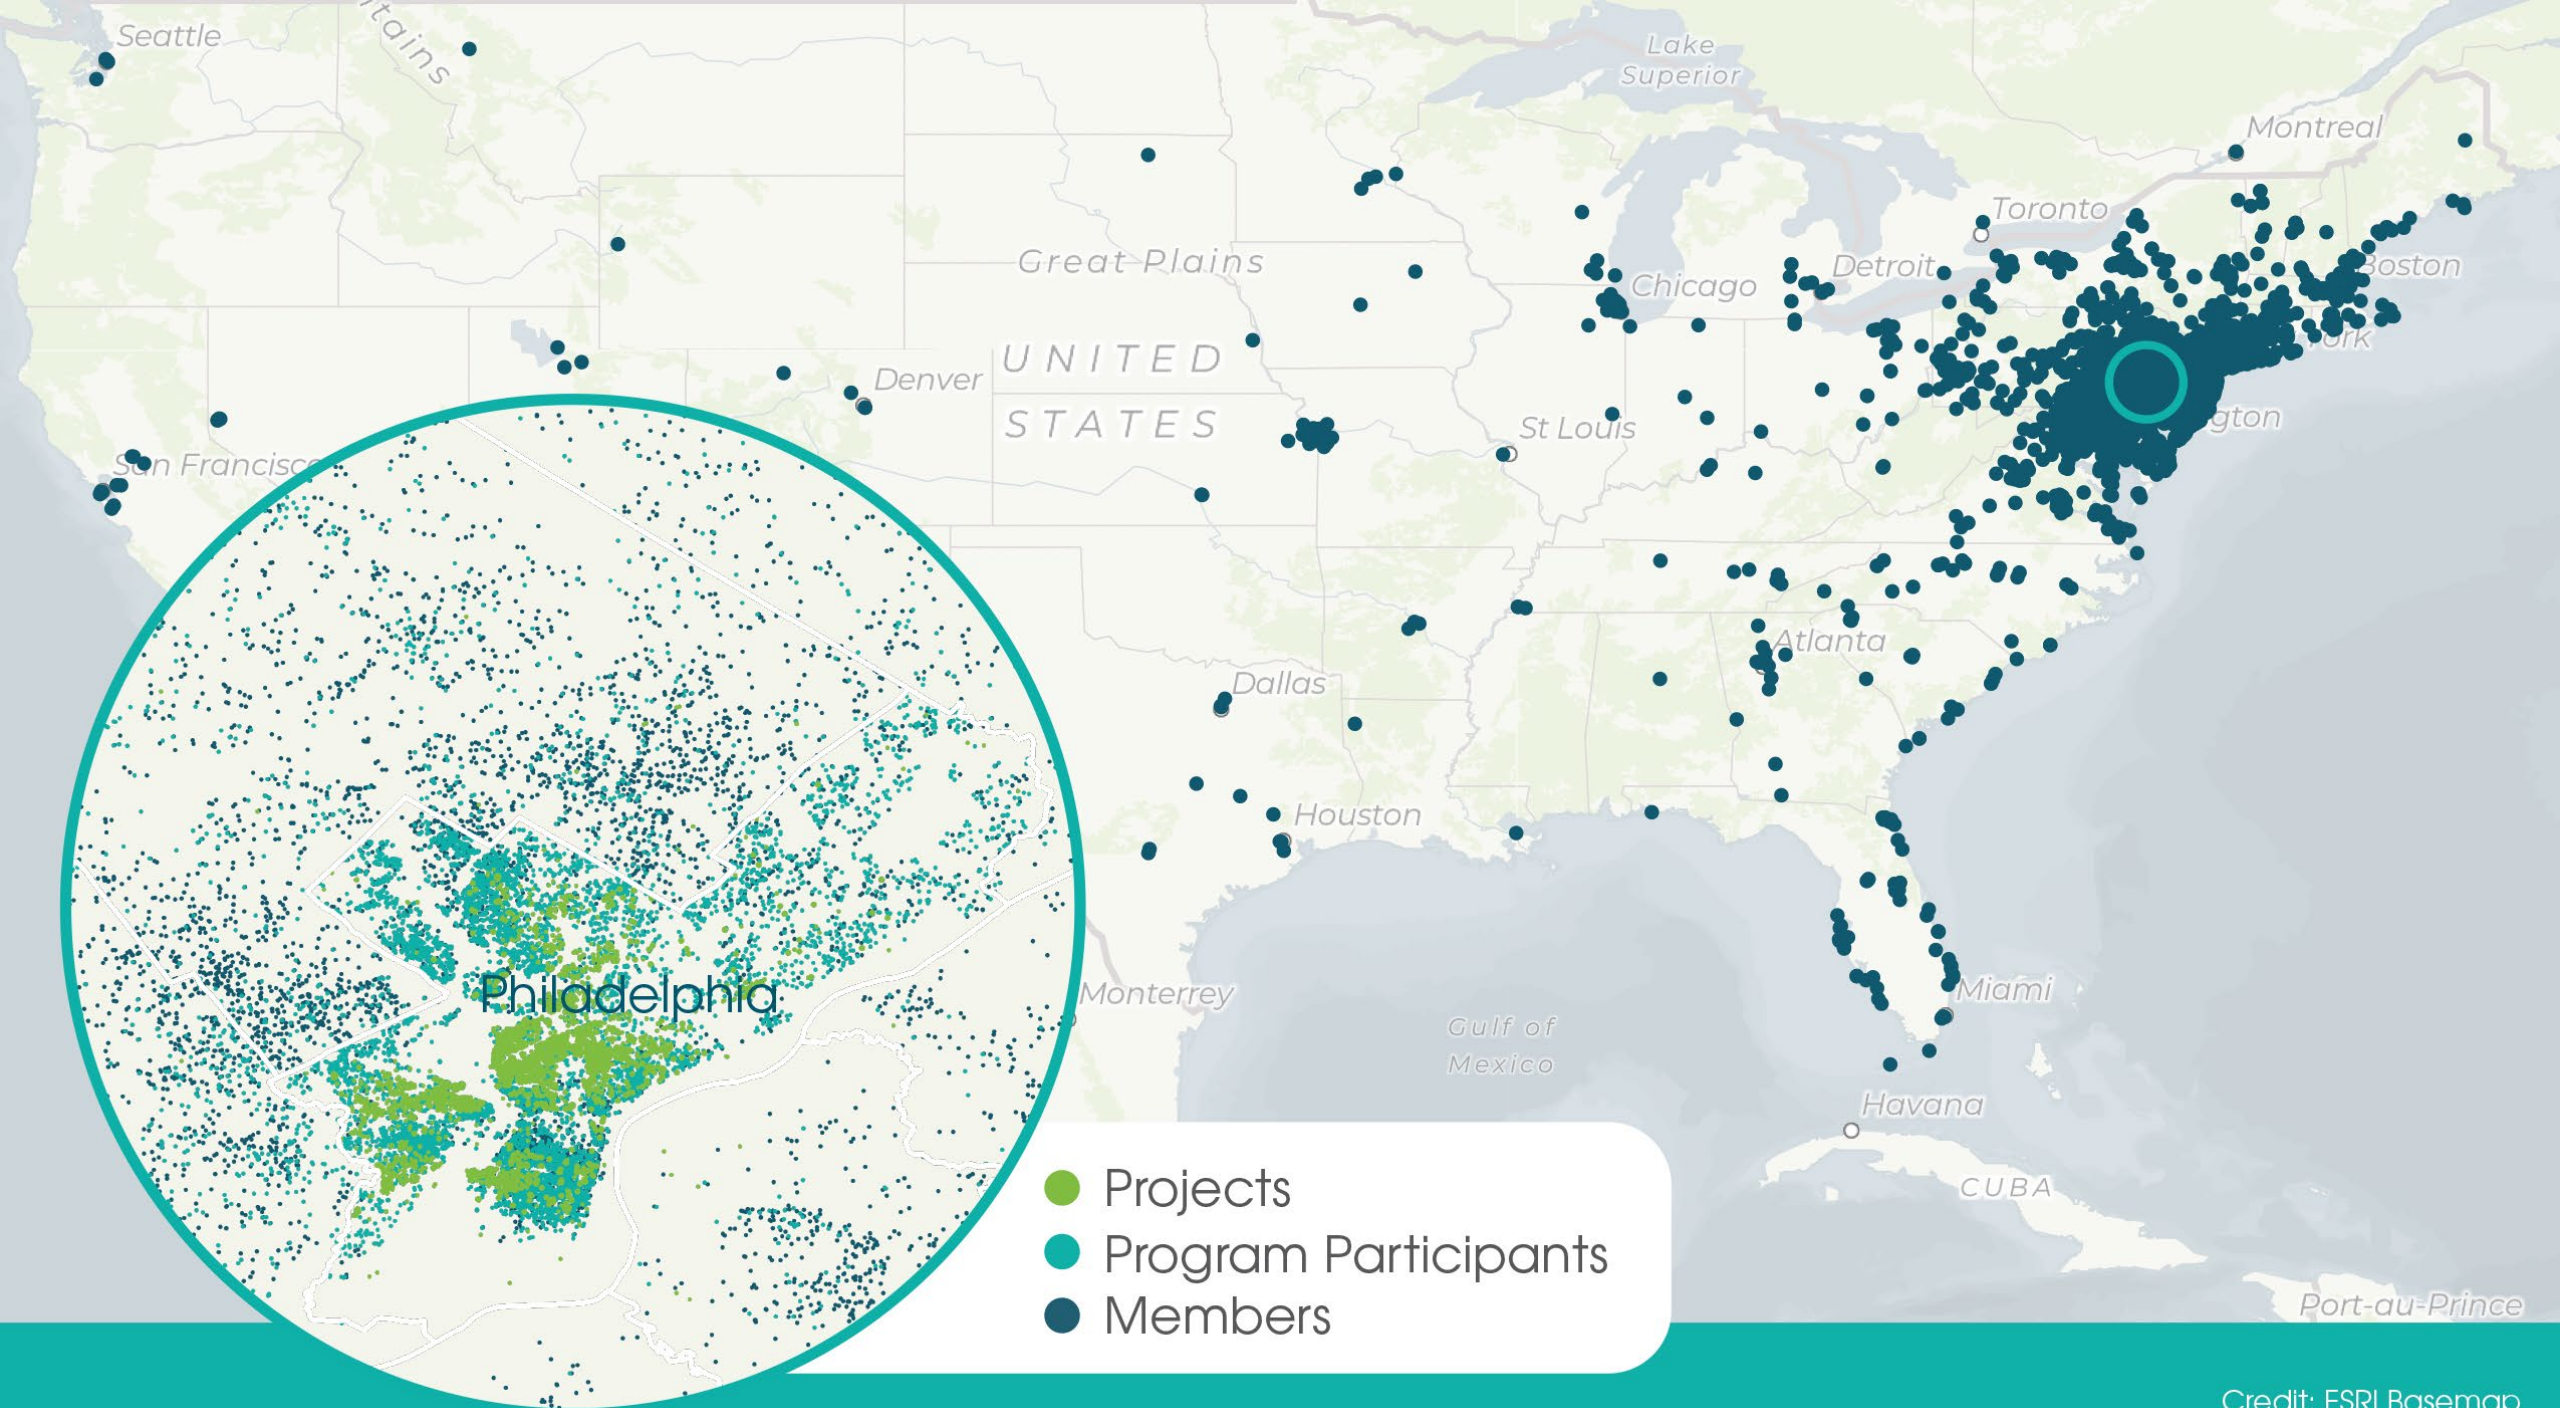 Seattle
Lake
Superior
Montreal
Toronto
Great Plains
Detroit
Boston
Chicago
UNITED
STATES
Denver
St Louis
San Francisco
Atlanta
Dallas
Houston
Philadelphia
Monterrey
Miami
Gulf of
Mexico
Havana
CUBA
Port-au-Prince
Projects
Program Participants
Members
Credit: ESRI Basemap